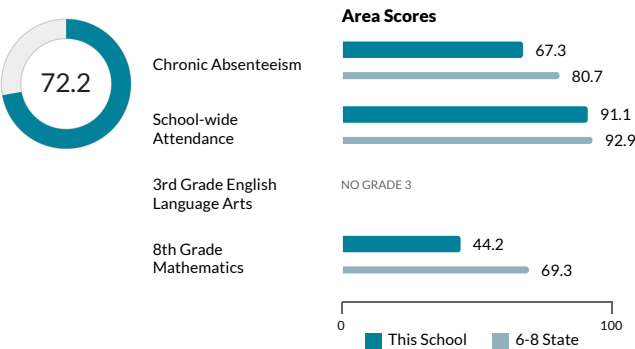 Area Scores
72.2
Chronic Absenteeism
67.3
80.7
School-wide
Attendance
91.1
92.9
3rd Grade English
Language Arts
NO GRADE 3
8th Grade
Mathematics
44.2
69.3
0
100
This School
6-8 State